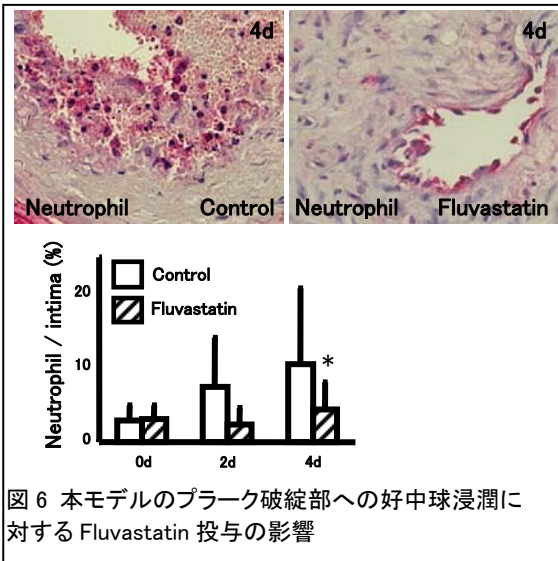 4d
Neutrophil Control
4d
Neutrophil Fluvastatin
Neutrophil / intima (%)
Control
Fluvastatin
20
10
0
*
0d 2d 4d
図 6 本モデルのプラーク破綻部への好中球浸潤に
対する Fluvastatin 投与の影響